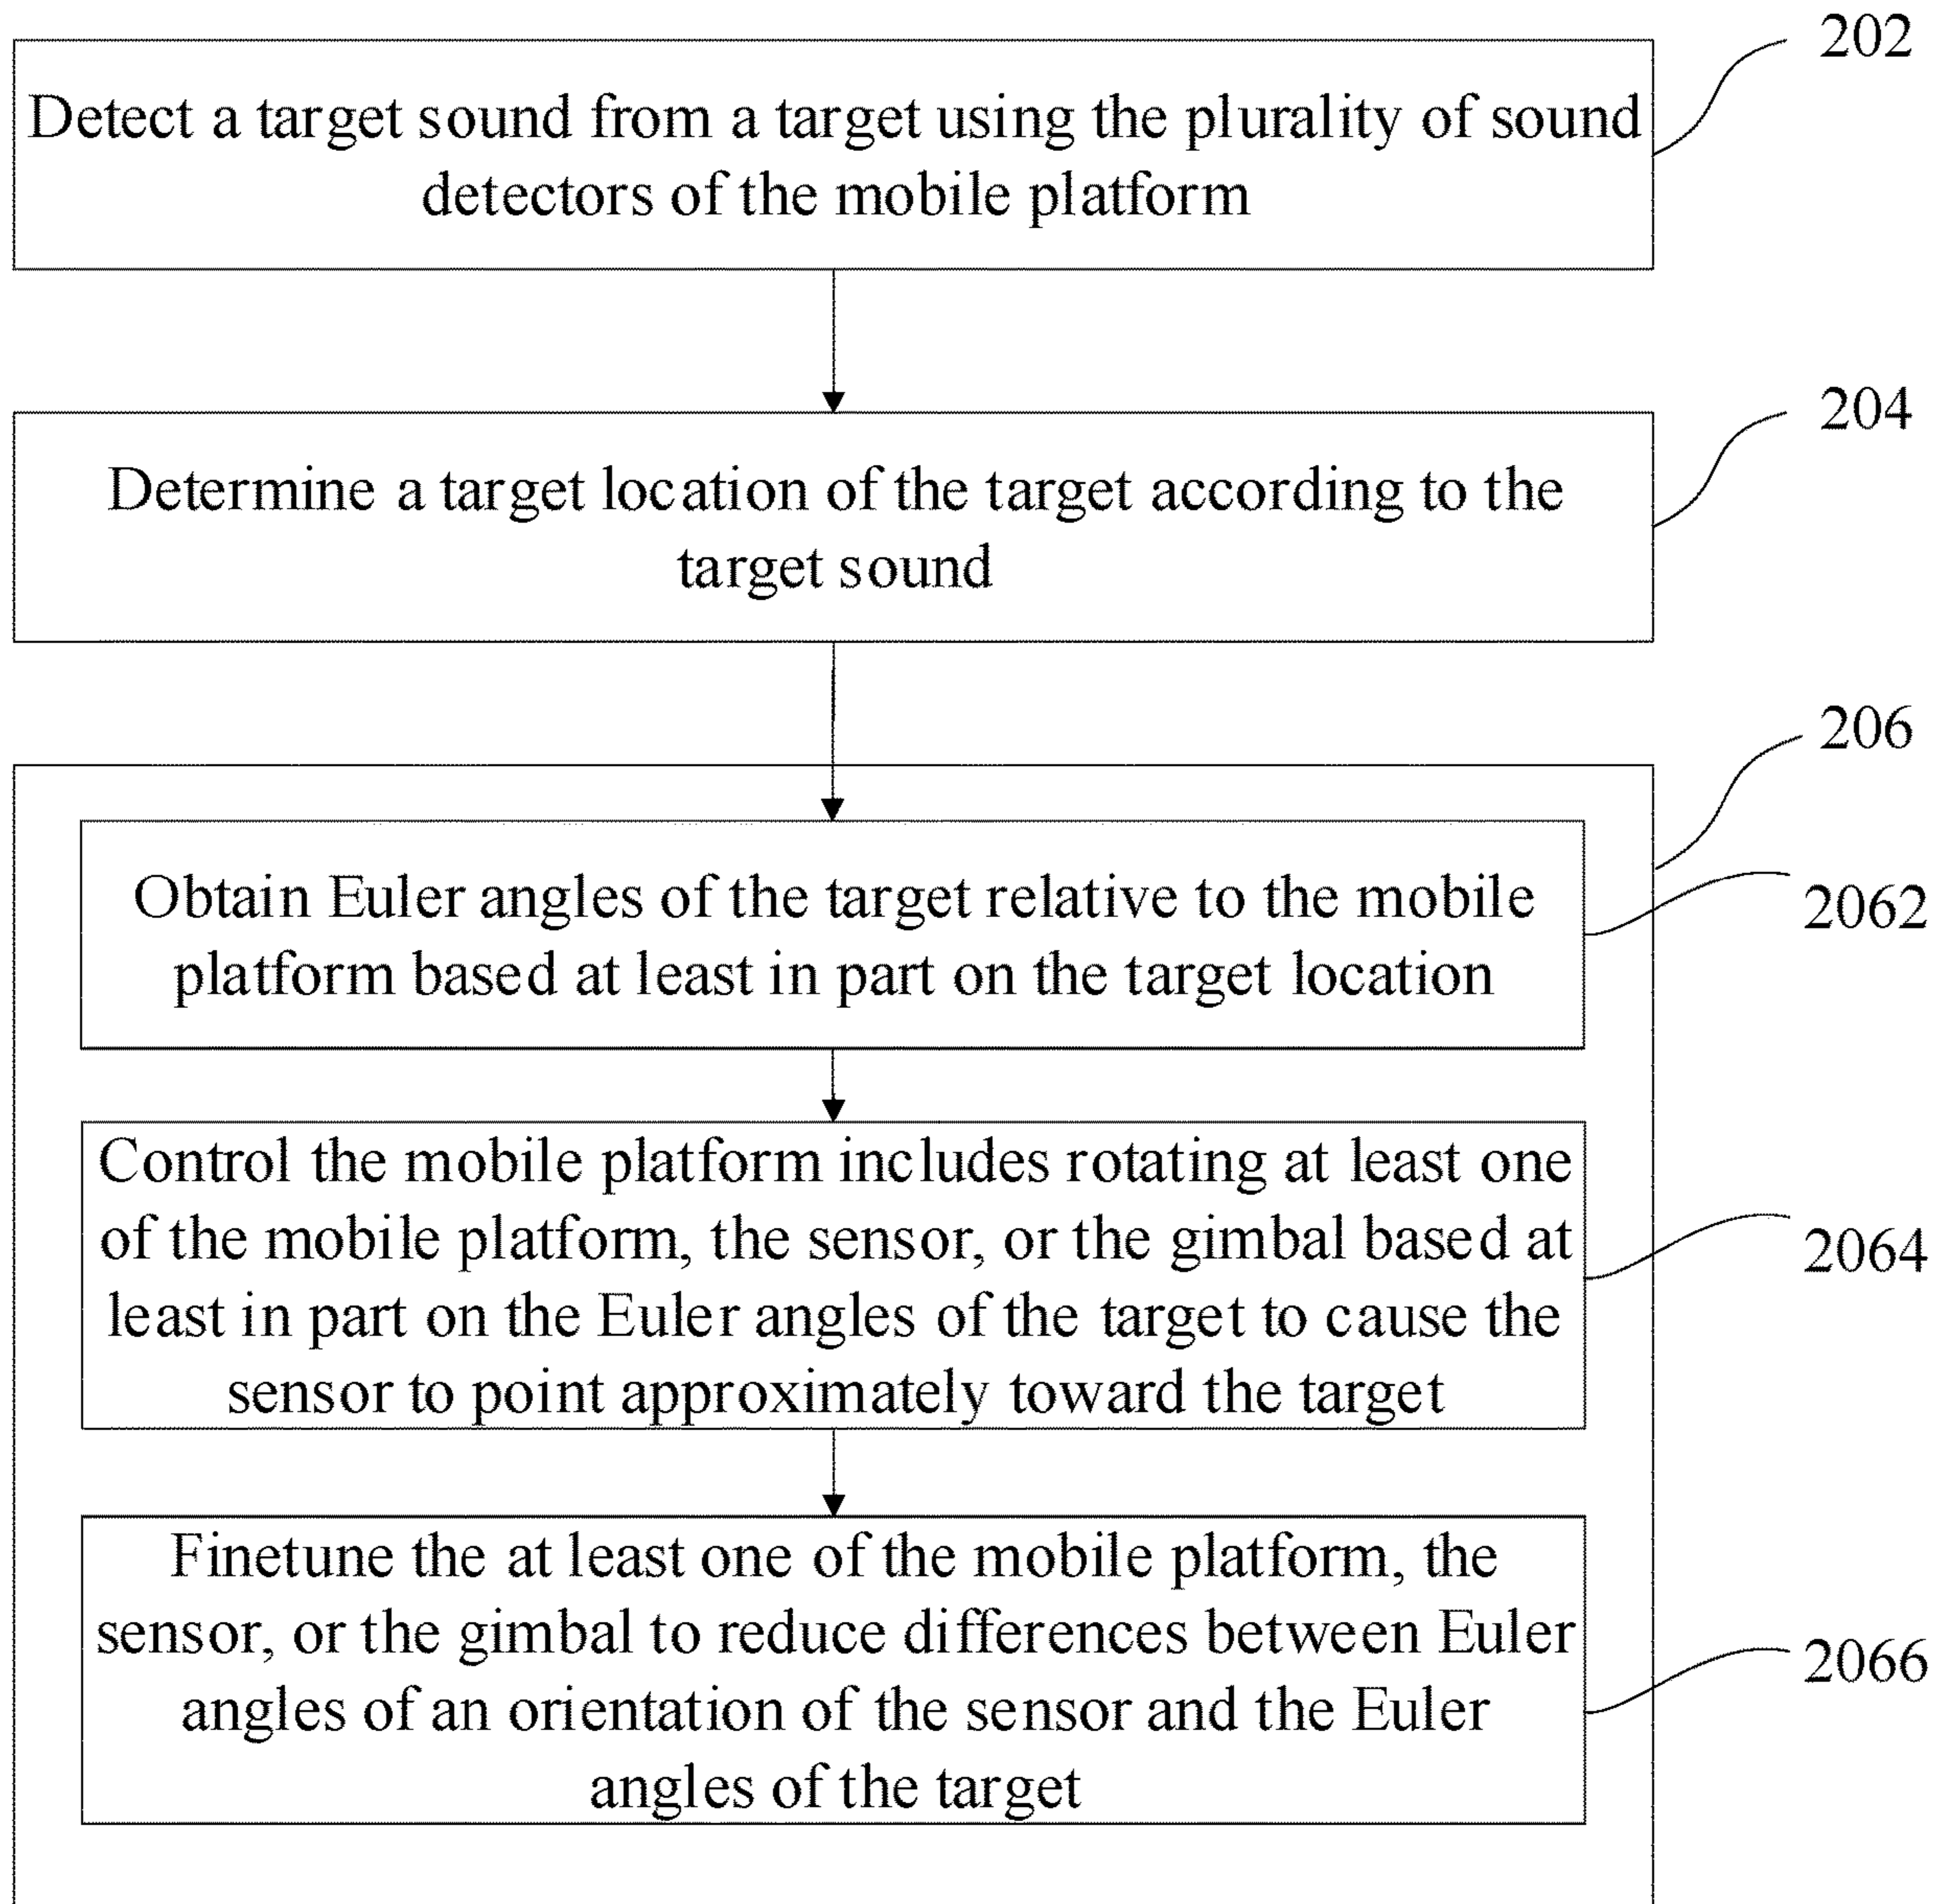 202
Detect a target sound from a target using the plurality of sound
detectors of the mobile platform
204
Determine a target location of the target according to the
target sound
206
Obtain Euler angles of the target relative to the mobile
platform based at least in part on the target location
2062
Control the mobile platform includes rotating at least one
of the mobile platform, the sensor, or the gimbal based at
least in part on the Euler angles of the target to cause the
sensor to point approximately toward the target
2064
Finetune the at least one of the mobile platform, the
sensor, or the gimbal to reduce differences between Euler
angles of an orientation of the sensor and the Euler
angles of the target
2066